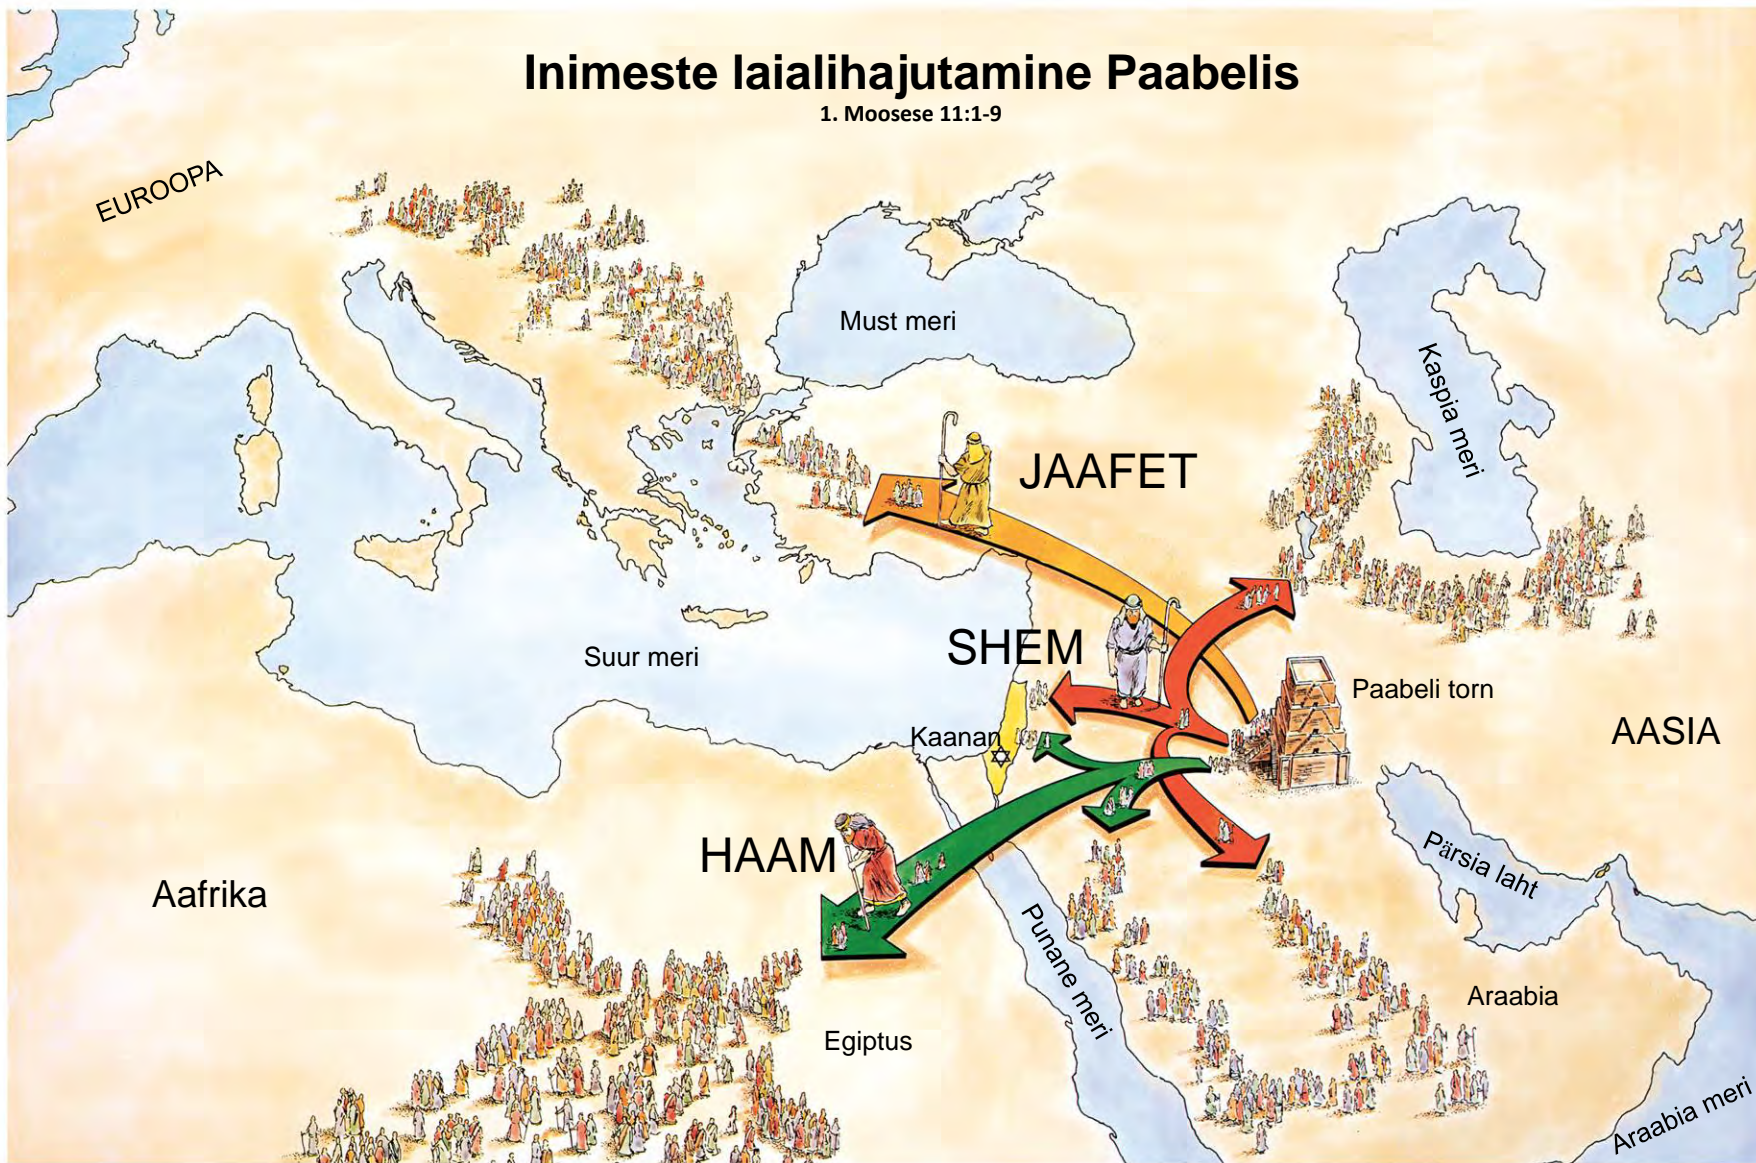 Inimeste laialihajutamine Paabelis
1. Moosese 11:1-9
EUROOPA
Must meri
Kaspia meri
JAAFET
SHEM
Suur meri
Paabeli torn
AASIA
Kaanan
HAAM
Aafrika
Pärsia laht
Punane meri
Araabia
Egiptus
Araabia meri